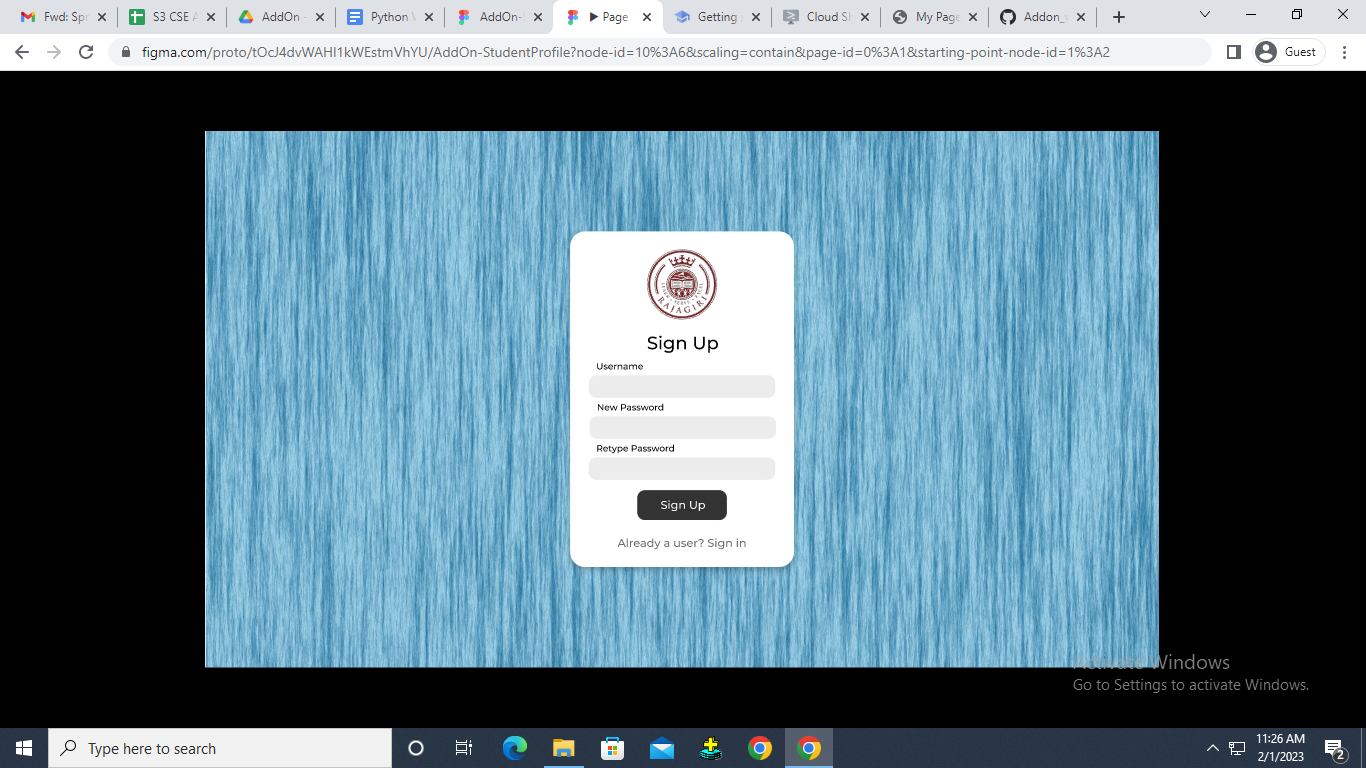 Fwd: Spr
S3 CSE A
AddOn -
Python V
AddOn-S
Page
Getting
Cloud Sh
My Page
Addon_v
figma.com/proto/tOcJ4dvWAHI1kWEstmVhYU/AddOn-StudentProfile?node-id=10%3A6&scaling=contain&page-id=0%3A1&starting-point-node-id=1%3A2
Guest
RAJAGIRI
Sign Up
Username
New Password
Retype Password
Sign Up
Already a user? Sign in
Activate Windows
Go to Settings to activate Windows.
Type here to search
11:26 AM
2/1/2023
2